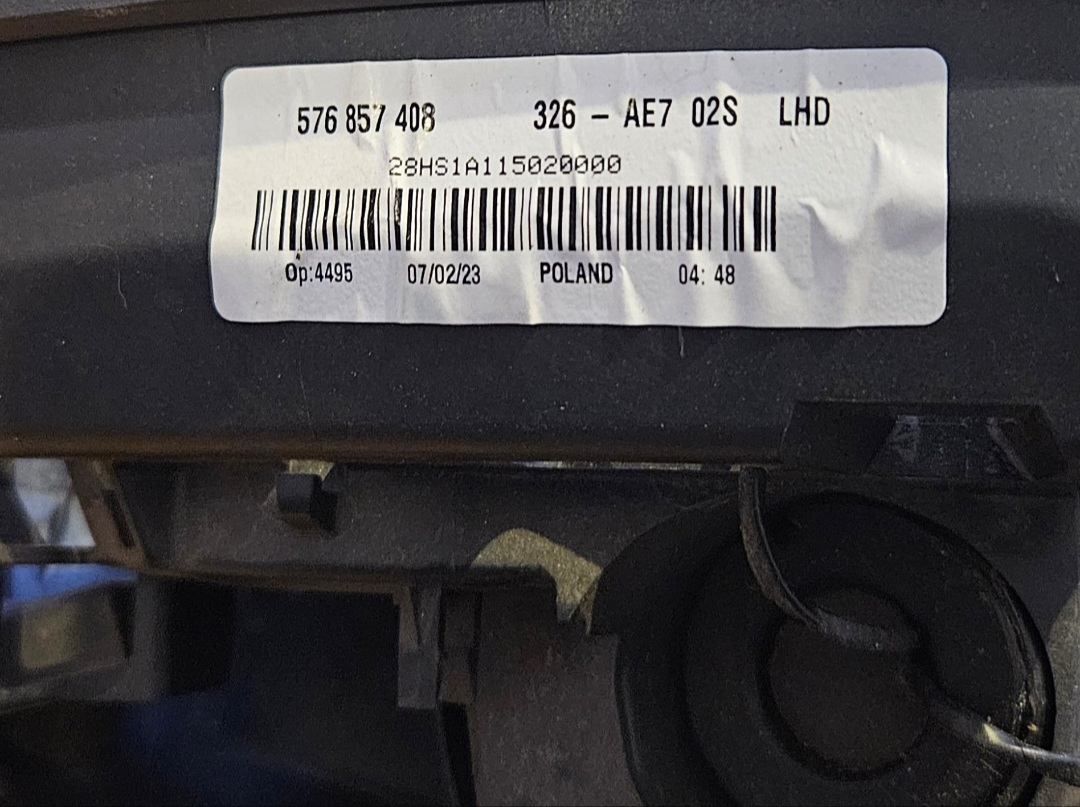 576 857 408 326 - AE7 02S LHD
28HS1A115020000
Op:4495 07/02/23 POLAND 04: 48